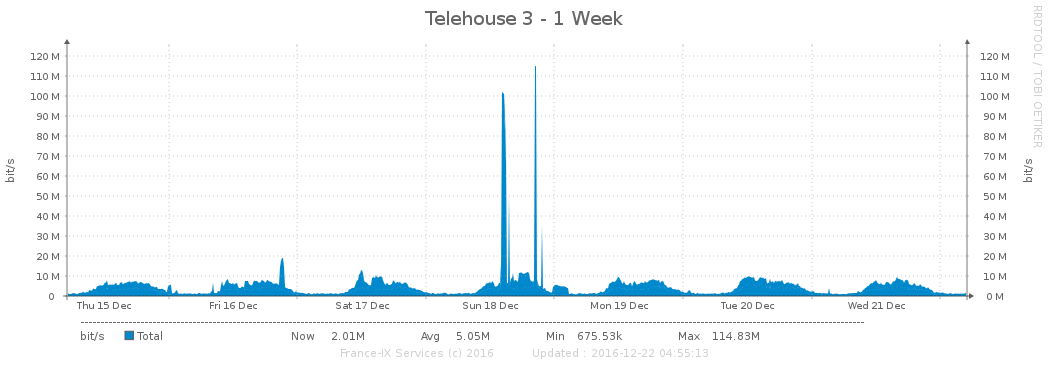 Telehouse 3 - 1 Week
RRDTOOL / TOBI OETIKER
bit/s
120 M 120 M
110 M 110 M
100 M 100 M
90 M 90 M
80 M 80 M
70 M 70 M
60 M 60 M
50 M 50 M
40 M 40 M
30 M 30 M
20 M 20 M
10 M 10 M
0 0 M
bit/s
Thu 15 Dec Fri 16 Dec Sat 17 Dec Sun 18 Dec Mon 19 Dec Tue 20 Dec Wed 21 Dec
bit/s Total Now 2.01M Avg 5.05M Min 675.53k Max 114.83M
France-IX Services (c) 2016 Updated : 2016-12-22 04:55:13